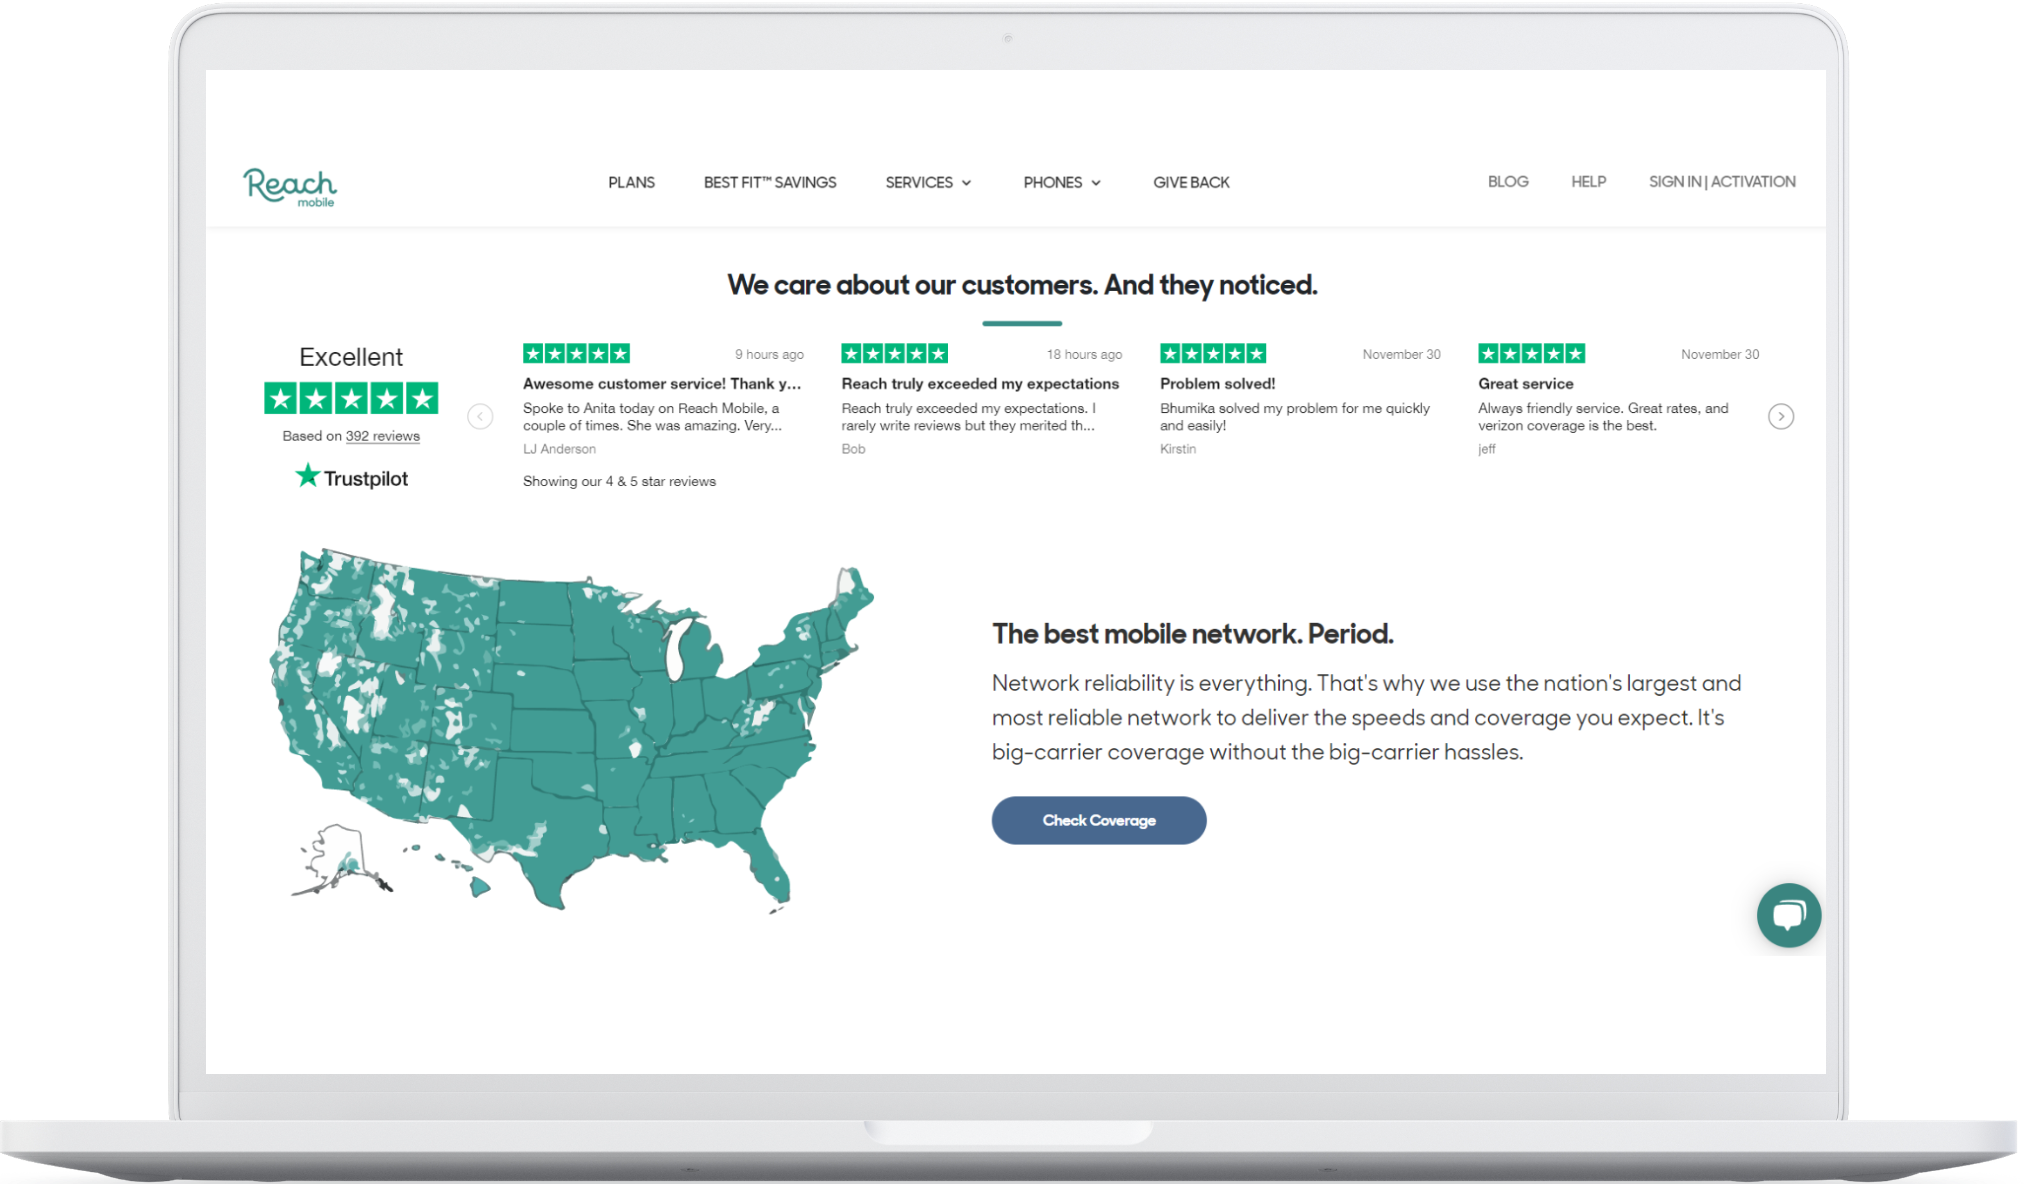 Reach
mobile
PLANS
BEST FIT™ SAVINGS
SERVICES
PHONES
GIVE BACK
BLOG
HELP
SIGN IN | ACTIVATION
We care about our customers. And they noticed.
Excellent
Based on 392 reviews
Trustpilot
9 hours ago
Awesome customer service! Thank y...
Spoke to Anita today on Reach Mobile, a
couple of times. She was amazing. Very...
LJ Anderson
18 hours ago
Reach truly exceeded my expectations
Reach truly exceeded my expectations. I
rarely write reviews but they merited th...
Bob
November 30
Problem solved!
Bhumika solved my problem for me quickly
and easily!
Kirstin
November 30
Great service
Always friendly service. Great rates, and
verizon coverage is the best.
jeff
Showing our 4 & 5 star reviews
The best mobile network. Period.
Network reliability is everything. That's why we use the nation's largest and
most reliable network to deliver the speeds and coverage you expect. It's
big-carrier coverage without the big-carrier hassles.
Check Coverage